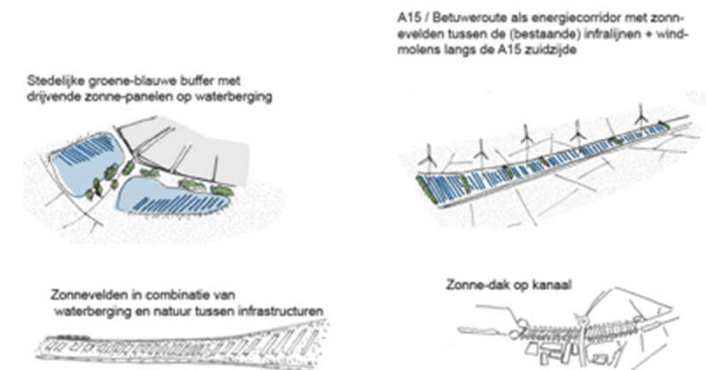 A15 / Betuweroute als energiecorridor met zonn-
evelden tussen de (bestaande) infralijnen + wind-
molens langs de A15 zuidzijde
Stedelijke groene-blauwe buffer met
drijvende zonne-panelen op waterberging
Zonnevelden in combinatie van
waterberging en natuur tussen infrastructuren
Zonne-dak op kanaal